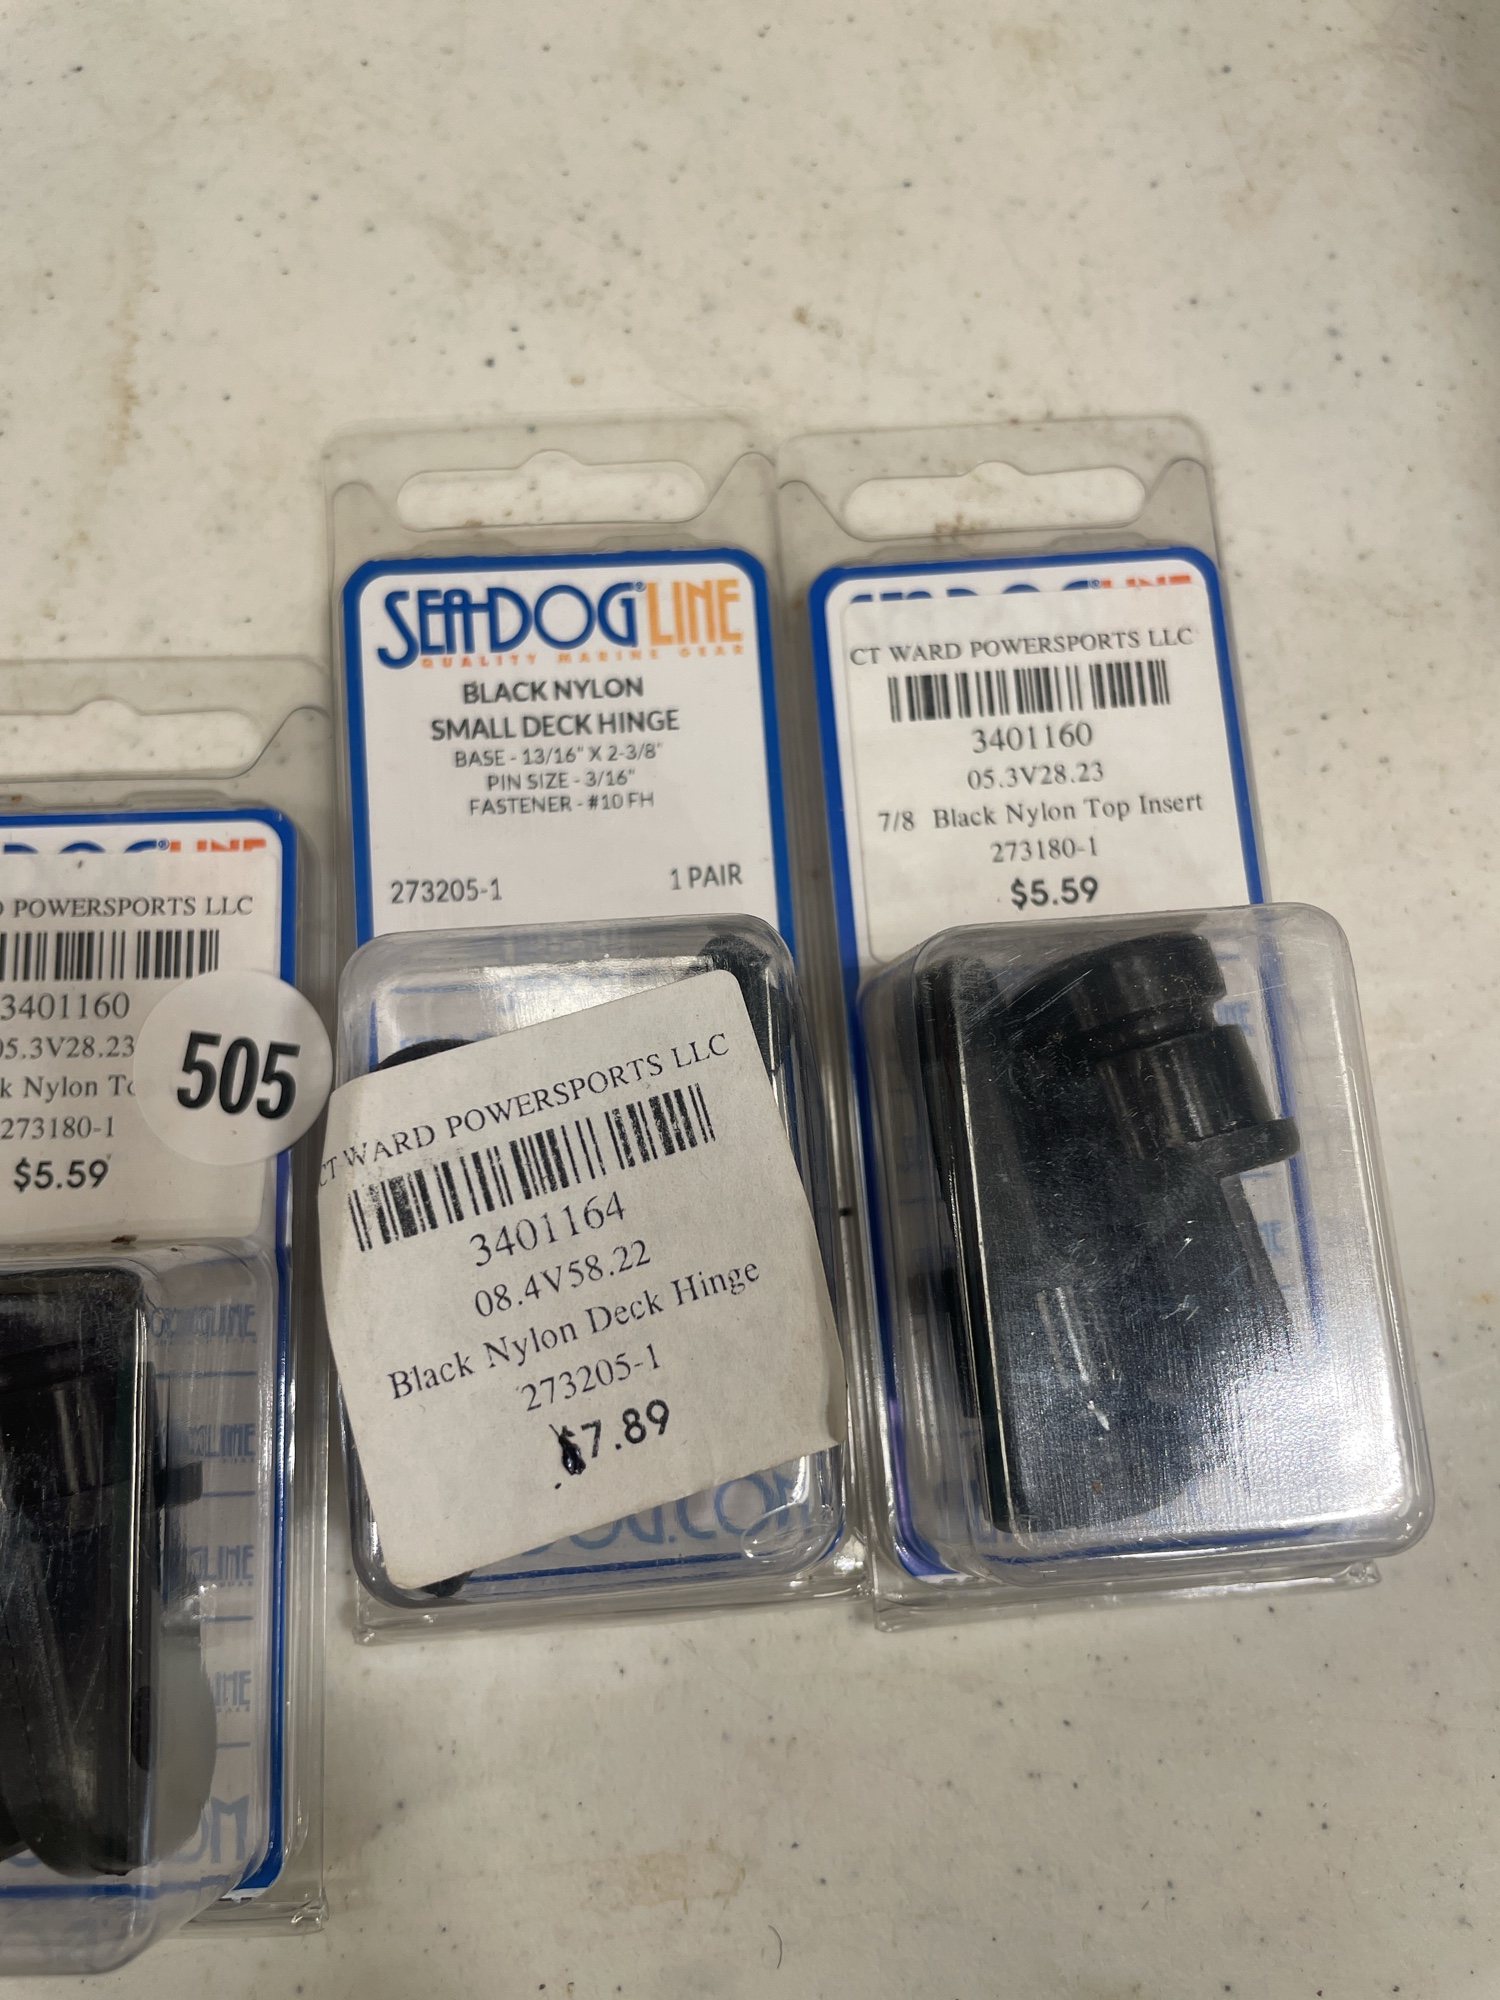 SEA-DOG® LINE
QUALITY MARINE GEAR
BLACK NYLON
SMALL DECK HINGE
BASE - 13/16" X 2-3/8"
PIN SIZE - 3/16"
FASTENER - #10 FH
273205-1 1 PAIR
CT WARD POWERSPORTS LLC
3401164
08.4V58.22
Black Nylon Deck Hinge
273205-1
$7.89
CT WARD POWERSPORTS LLC
3401160
05.3V28.23
7/8 Black Nylon Top Insert
273180-1
$5.59
POWERSPORTS LLC
3401160
05.3V28.23
Nylon
273180-1
$5.59
505